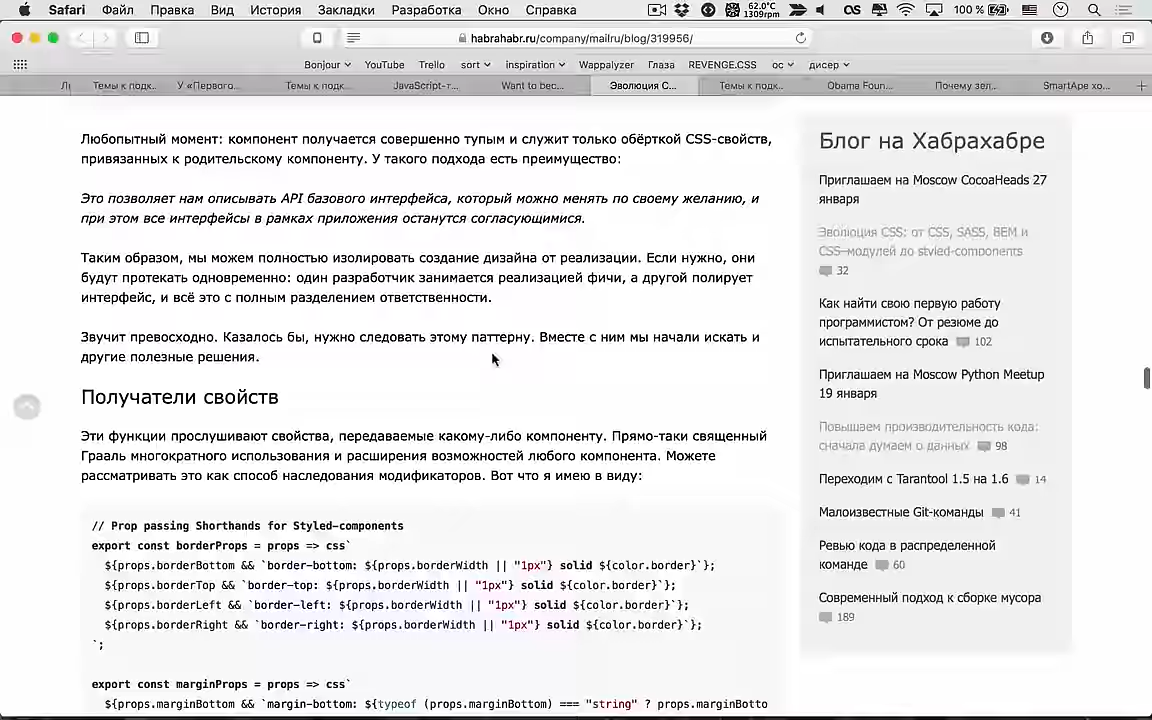 Safari Файл Правка Вид История Закладки Разработка Окно Справка 62.0°C 1309rpm 100 %
habrahabr.ru/company/mailru/blog/319956/
Bonjour YouTube Trello sort inspiration Wappalyzer Глаза REVENGE.CSS ос дисер
Темы к подк... У «Первого... Темы к подк... JavaScript-т... Want to bec... Эволюция C... Темы к подк... Obama Foun... Почему зел... SmartApe хо...
Любопытный момент: компонент получается совершенно тупым и служит только обёрткой CSS-свойств,
привязанных к родительскому компоненту. У такого подхода есть преимущество:
Это позволяет нам описывать API базового интерфейса, который можно менять по своему желанию, и
при этом все интерфейсы в рамках приложения останутся согласующимися.
Таким образом, мы можем полностью изолировать создание дизайна от реализации. Если нужно, они
будут протекать одновременно: один разработчик занимается реализацией фичи, а другой полирует
интерфейс, и всё это с полным разделением ответственности.
Звучит превосходно. Казалось бы, нужно следовать этому паттерну. Вместе с ним мы начали искать и
другие полезные решения.
Получатели свойств
Эти функции прослушивают свойства, передаваемые какому-либо компоненту. Прямо-таки священный
Грааль многократного использования и расширения возможностей любого компонента. Можете
рассматривать это как способ наследования модификаторов. Вот что я имею в виду:
// Prop passing Shorthands for Styled-components
export const borderProps = props => css`
${props.borderBottom && `border-bottom: ${props.borderWidth || "1px"} solid ${color.border}`};
${props.borderTop && `border-top: ${props.borderWidth || "1px"} solid ${color.border}`};
${props.borderLeft && `border-left: ${props.borderWidth || "1px"} solid ${color.border}`};
${props.borderRight && `border-right: ${props.borderWidth || "1px"} solid ${color.border}`};
`;
export const marginProps = props => css`
${props.marginBottom && `margin-bottom: ${typeof (props.marginBottom) === "string" ? props.marginBotto
Блог на Хабрахабре
Приглашаем на Moscow CocoaHeads 27
января
Эволюция CSS: от CSS, SASS, BEM и
CSS–модулей до styled-components
32
Как найти свою первую работу
программистом? От резюме до
испытательного срока 102
Приглашаем на Moscow Python Meetup
19 января
Повышаем производительность кода:
сначала думаем о данных 98
Переходим с Tarantool 1.5 на 1.6 14
Малоизвестные Git-команды 41
Ревью кода в распределенной
команде 60
Современный подход к сборке мусора
189